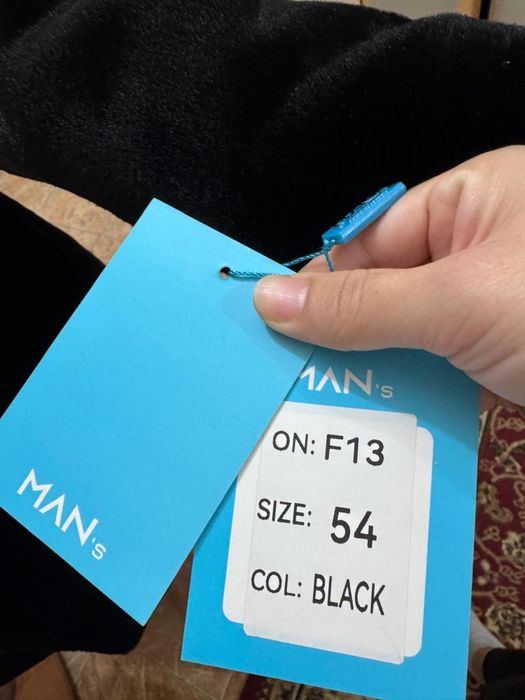 MAN's
MAN's
ON: F13
SIZE: 54
COL: BLACK